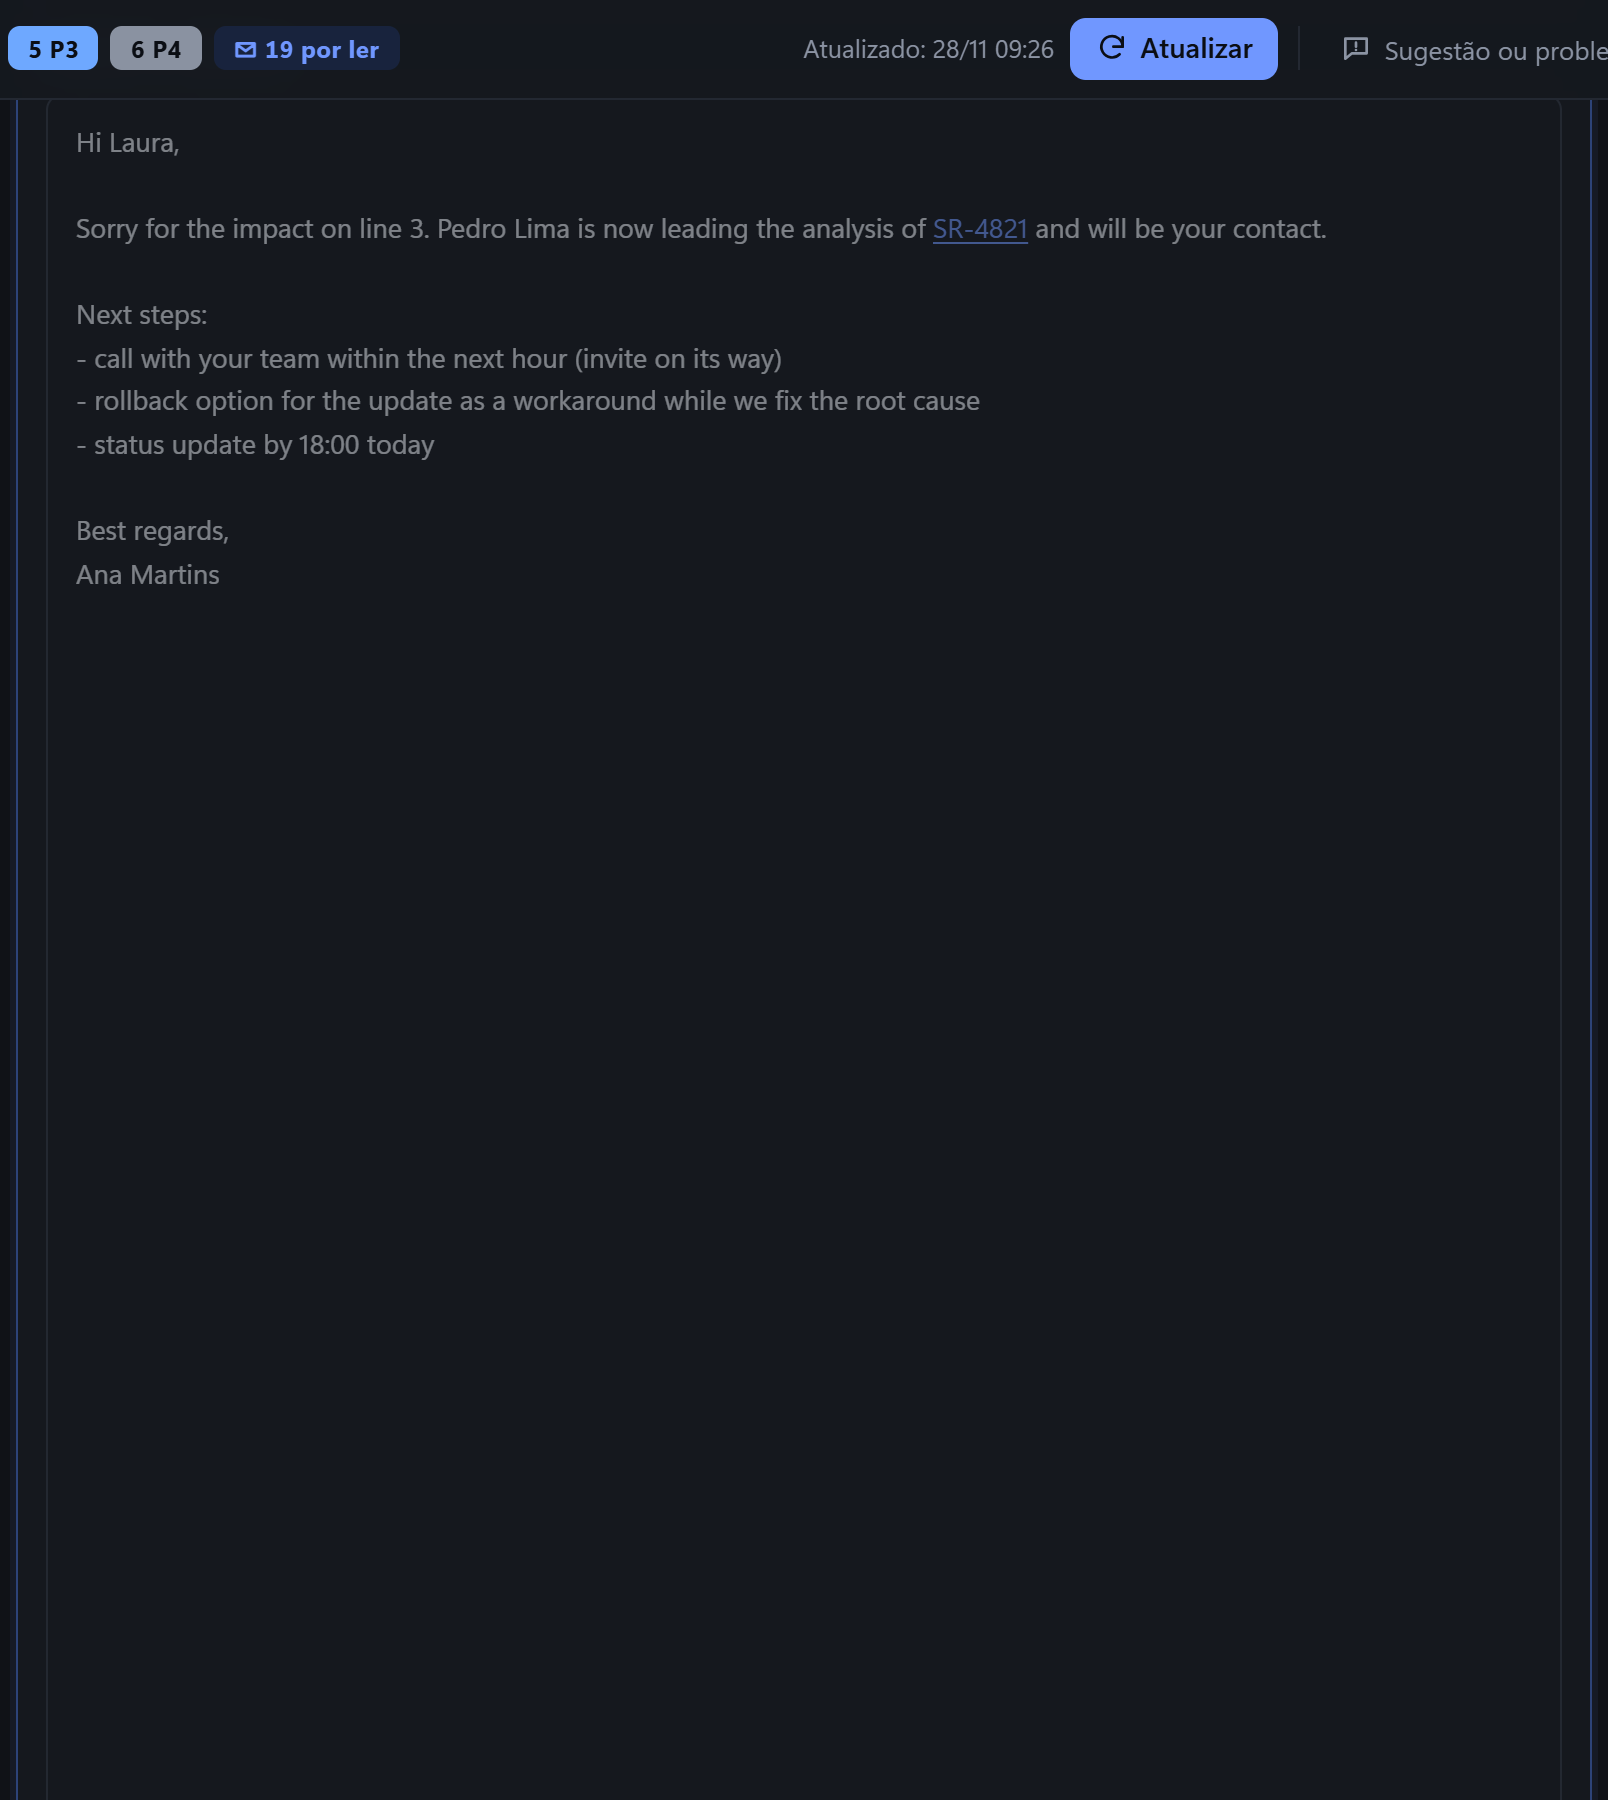 5 P3
6 P4
19 por ler
Atualizado: 28/11 09:26
Atualizar
Sugestão ou proble
Hi Laura,
Sorry for the impact on line 3. Pedro Lima is now leading the analysis of SR-4821 and will be your contact.
Next steps:
- call with your team within the next hour (invite on its way)
- rollback option for the update as a workaround while we fix the root cause
- status update by 18:00 today
Best regards,
Ana Martins